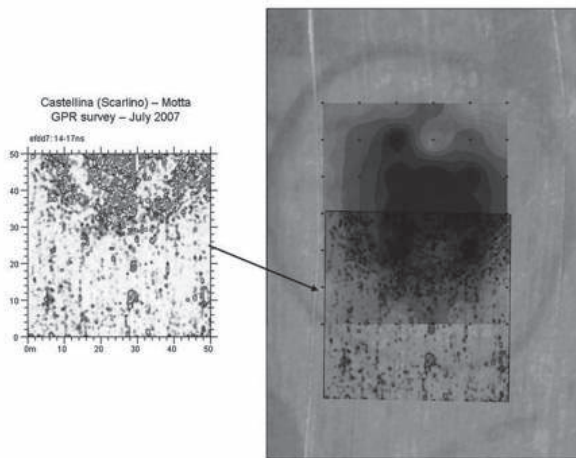 Castellina (Scarlino) – Motta
GPR survey – July 2007
efdd7:14-17ns
50
40
30
20
10
0
0m 10 20 30 40 50